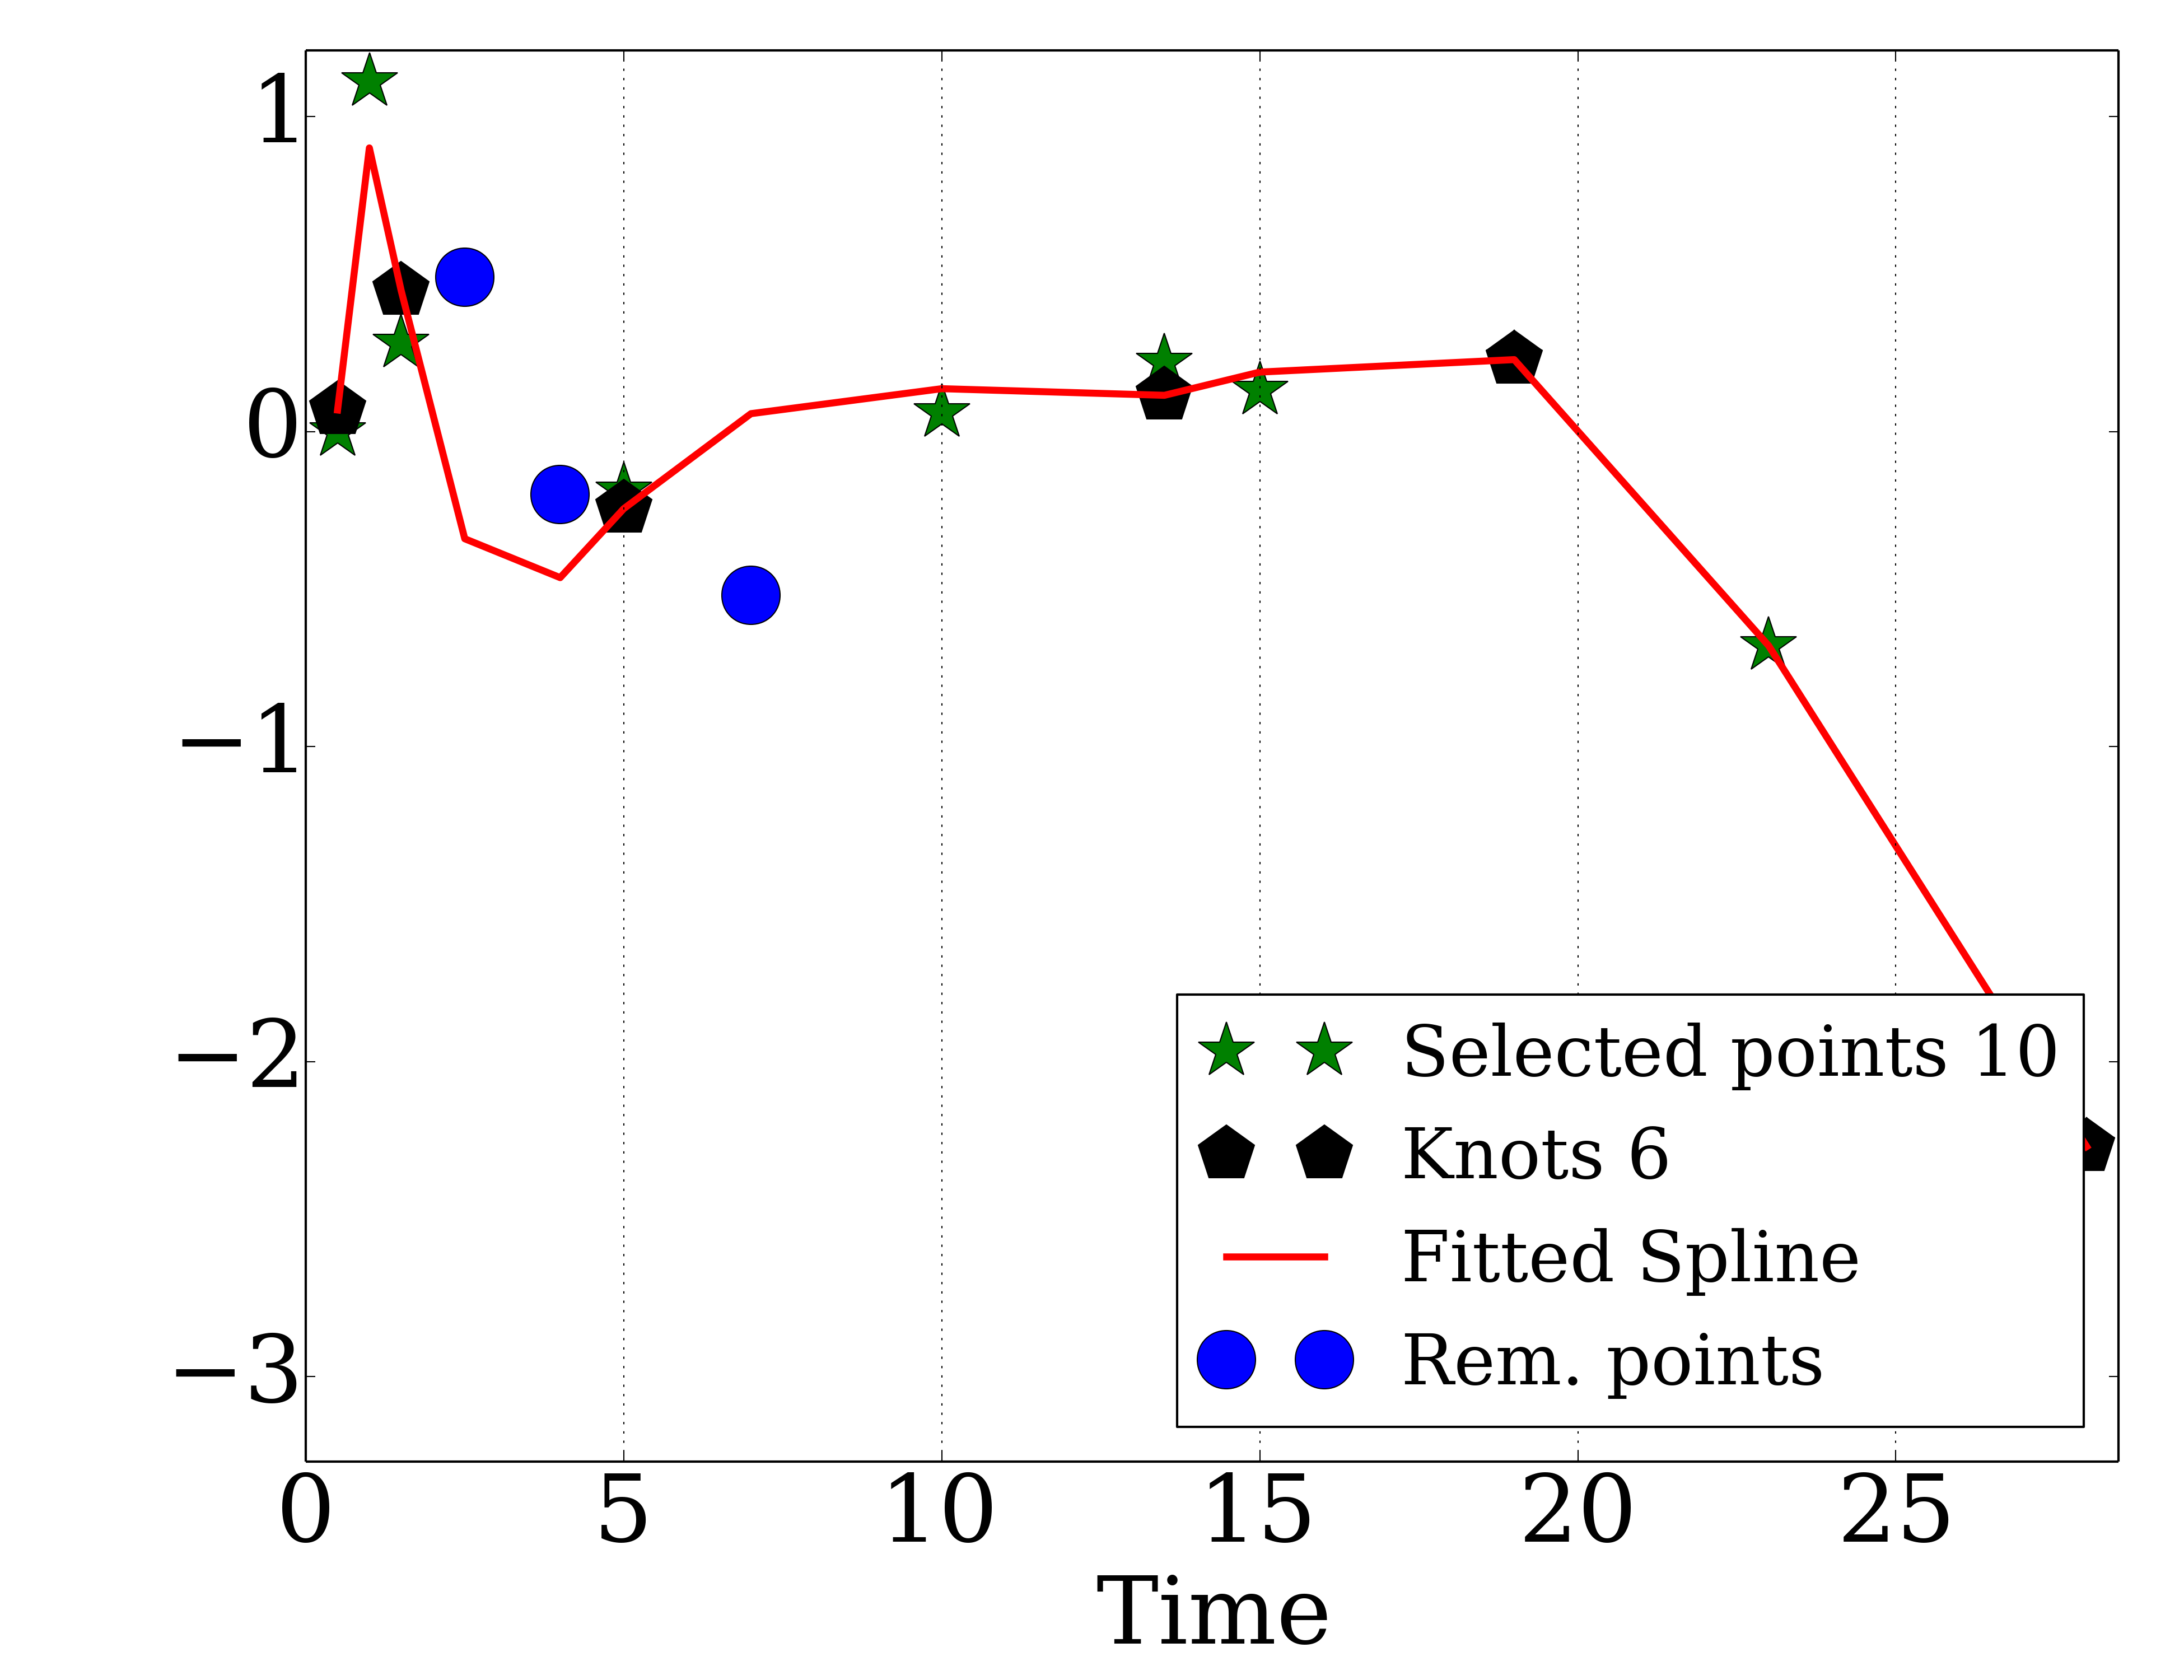 1
0
−1
−2
−3
Selected points 10
Knots 6
Fitted Spline
Rem. points
0 5 10 15 20 25
Time